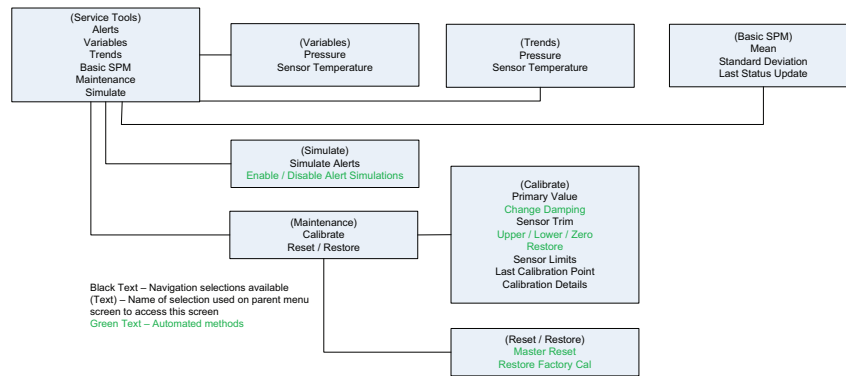 (Service Tools)
Alerts
Variables
Trends
Basic SPM
Maintenance
Simulate
(Variables)
Pressure
Sensor Temperature
(Trends)
Pressure
Sensor Temperature
(Basic SPM)
Mean
Standard Deviation
Last Status Update
(Simulate)
Simulate Alerts
Enable / Disable Alert Simulations
(Maintenance)
Calibrate
Reset / Restore
(Calibrate)
Primary Value
Change Damping
Sensor Trim
Upper / Lower / Zero
Restore
Sensor Limits
Last Calibration Point
Calibration Details
Black Text – Navigation selections available
(Text) – Name of selection used on parent menu
screen to access this screen
Green Text – Automated methods
(Reset / Restore)
Master Reset
Restore Factory Cal